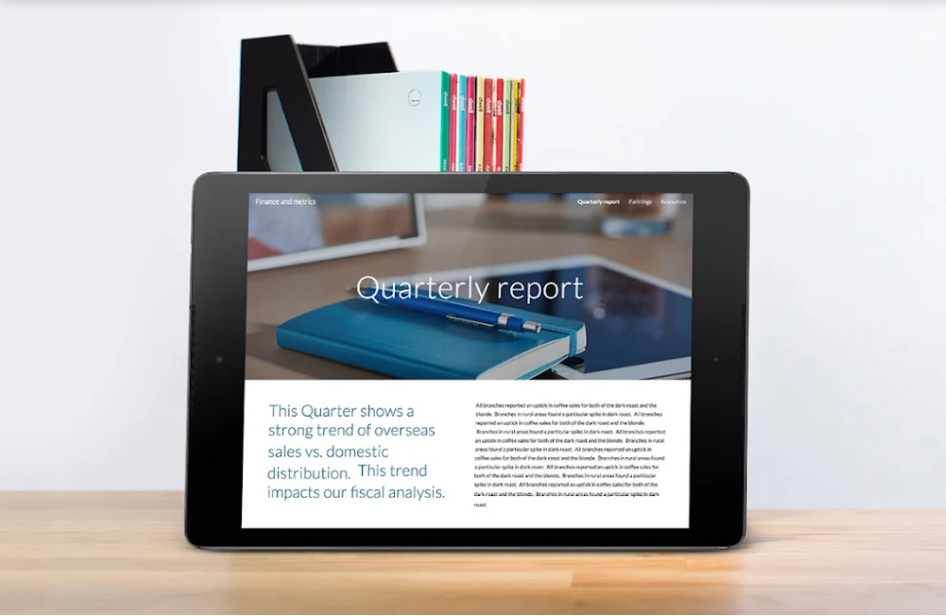 Finance and metrics
Quarterly report Earnings Resources
Quarterly report
This Quarter shows a
strong trend of overseas
sales vs. domestic
distribution. This trend
impacts our fiscal analysis.
All branches reported an uptick in coffee sales for both of the dark roast and the
blonde. Branches in rural areas found a particular spike in dark roast. All branches
reported an uptick in coffee sales for both of the dark roast and the blonde.
Branches in rural areas found a particular spike in dark roast. All branches reported
an uptick in coffee sales for both of the dark roast and the blonde. Branches in rural
areas found a particular spike in dark roast. All branches reported an uptick in
coffee sales for both of the dark roast and the blonde. Branches in rural areas found
a particular spike in dark roast. All branches reported an uptick in coffee sales for
both of the dark roast and the blonde. Branches in rural areas found a particular
spike in dark roast. All branches reported an uptick in coffee sales for both of the
dark roast and the blonde. Branches in rural areas found a particular spike in dark
roast.